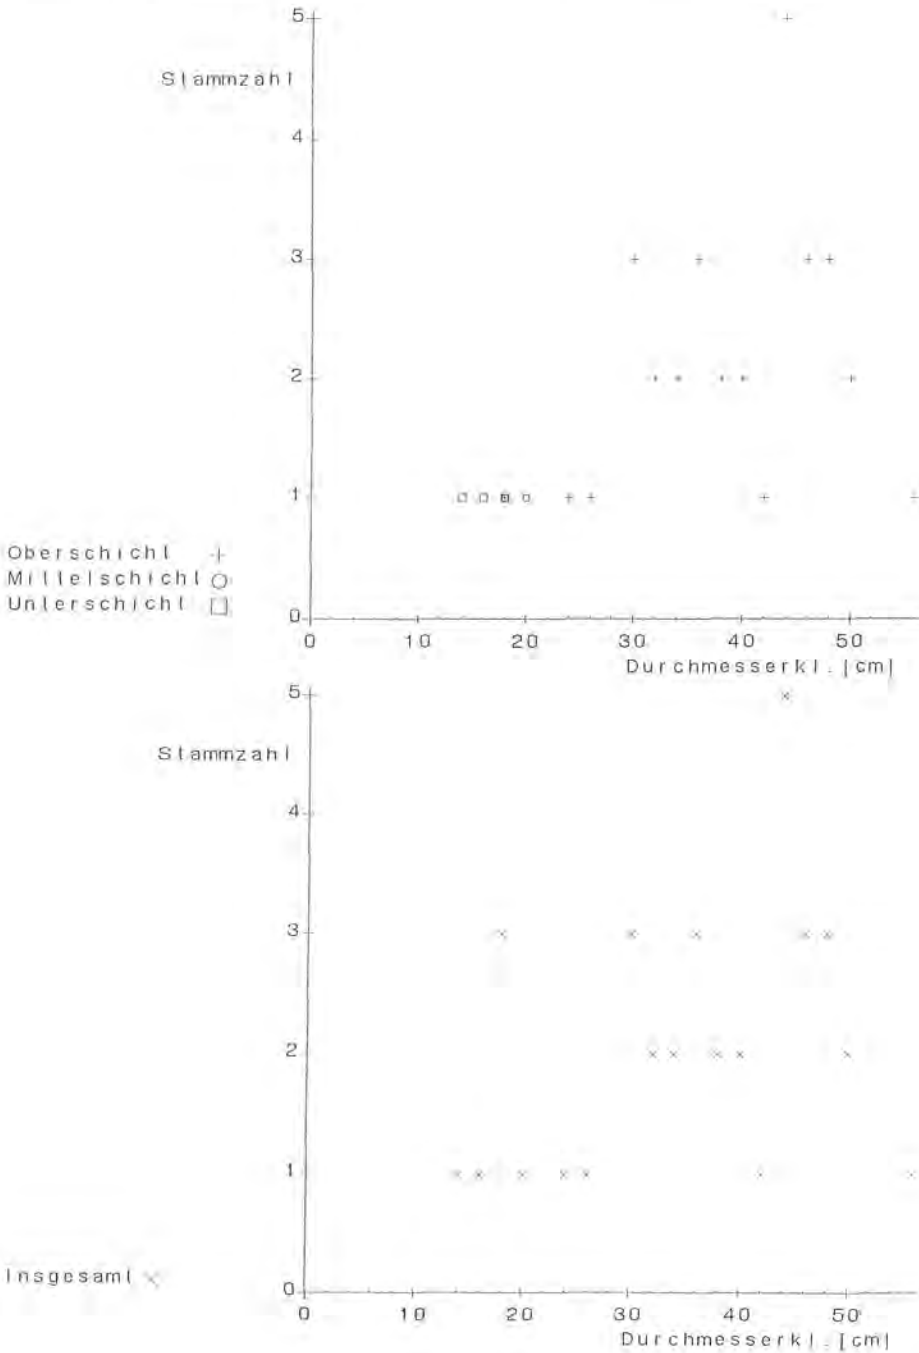 5
Stammzahl
4
3
2
1
Oberschicht +
Mittelschicht ○
Unterschicht □
0
0 10 20 30 40 50
Durchmesserkl. [cm]
5
Stammzahl
4
3
2
1
Insgesamt ×
0
0 10 20 30 40 50
Durchmesserkl. [cm]